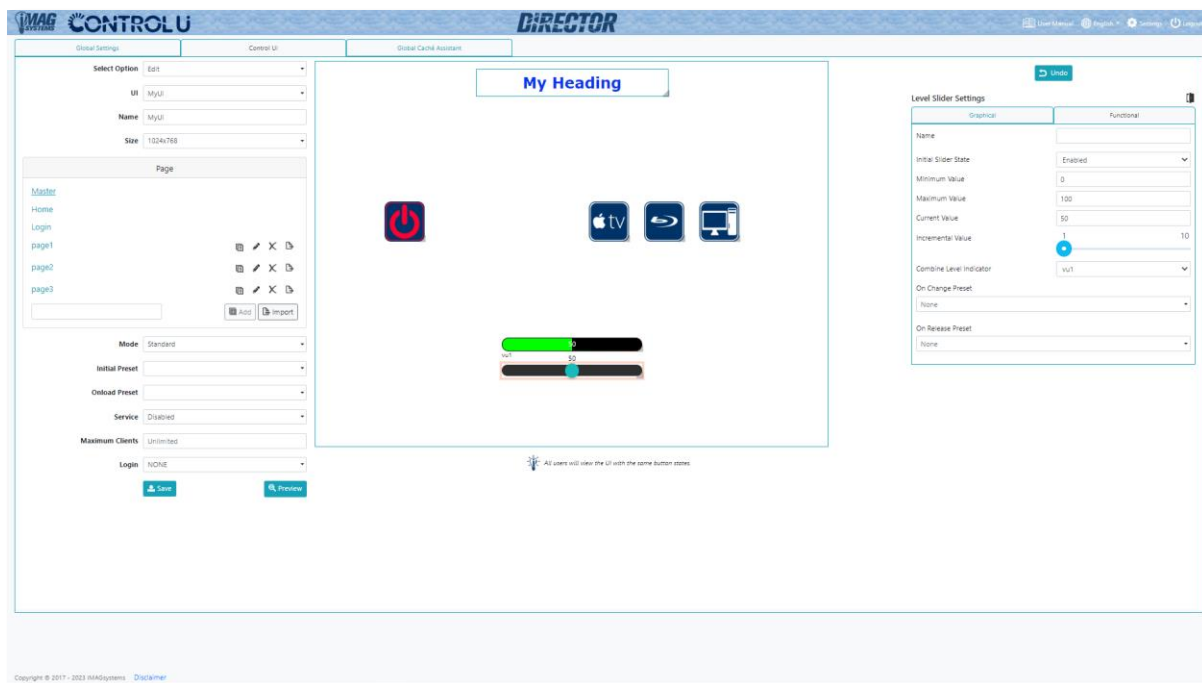 IMAG SYSTEMS CONTROLU DIRECTOR User Manual English Settings Logout
Global Settings Control UI Global Caché Assistant
Select Option Edit
UI MyUI
Name MyUI
Size 1024x768
Page
Master
Home
Login
page1
page2
page3
Add Import
Mode Standard
Initial Preset
Onload Preset
Service Disabled
Maximum Clients Unlimited
Login NONE
Save Preview
My Heading
tv
50
vu1
50
All users will view the UI with the same button states
Undo
Level Slider Settings
Graphical Functional
Name
Initial Slider State Enabled
Minimum Value 0
Maximum Value 100
Current Value 50
Incremental Value 1 10
Combine Level Indicator vu1
On Change Preset
None
On Release Preset
None
Copyright © 2017 - 2023 IMAGsystems Disclaimer